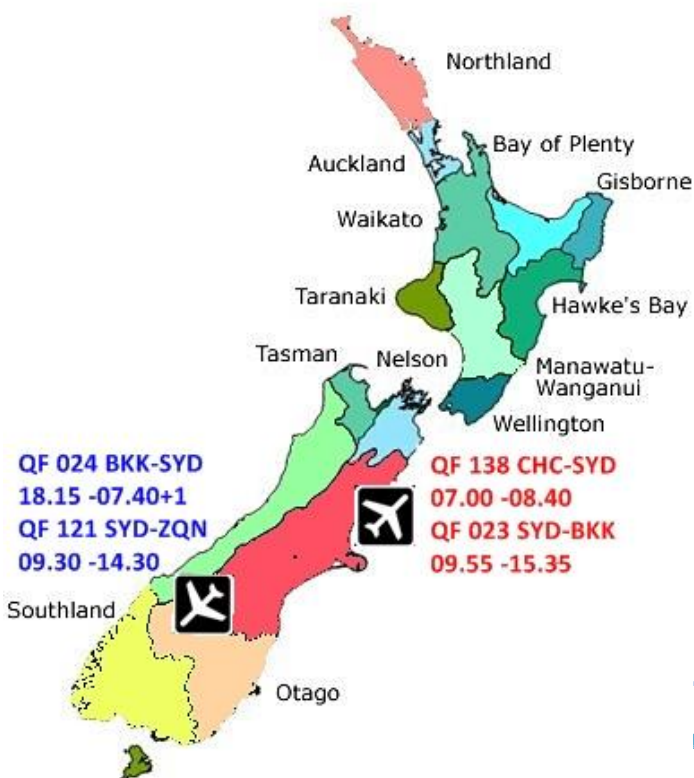 Northland
Bay of Plenty
Auckland
Gisborne
Waikato
Taranaki
Hawke's Bay
Tasman
Nelson
Manawatu-
Wanganui
Wellington
QF 024 BKK-SYD
18.15 -07.40+1
QF 121 SYD-ZQN
09.30 -14.30
QF 138 CHC-SYD
07.00 -08.40
QF 023 SYD-BKK
09.55 -15.35
Southland
Otago